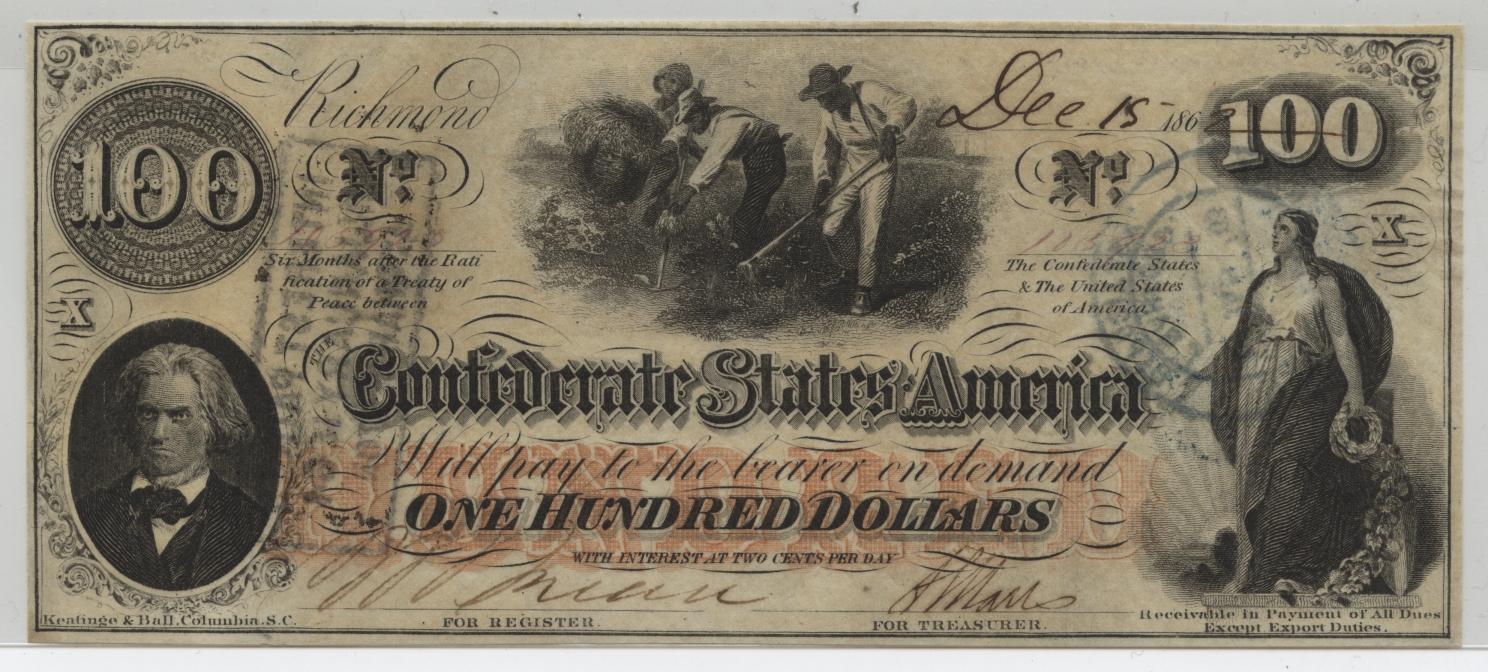 Richmond
Dec. 15 186
100
100
No.
No.
Six Months after the Rati
fication of a Treaty of
Peace between
The Confederate States
& The United States
of America
X
X
THE
Confederate States America
Will pay to the bearer on demand
HUNDRED
ONE HUNDRED DOLLARS
WITH INTEREST AT TWO CENTS PER DAY
Keatinge & Ball, Columbia. S.C.
FOR REGISTER.
FOR TREASURER.
Receivable in Payment of All Dues
Except Export Duties.